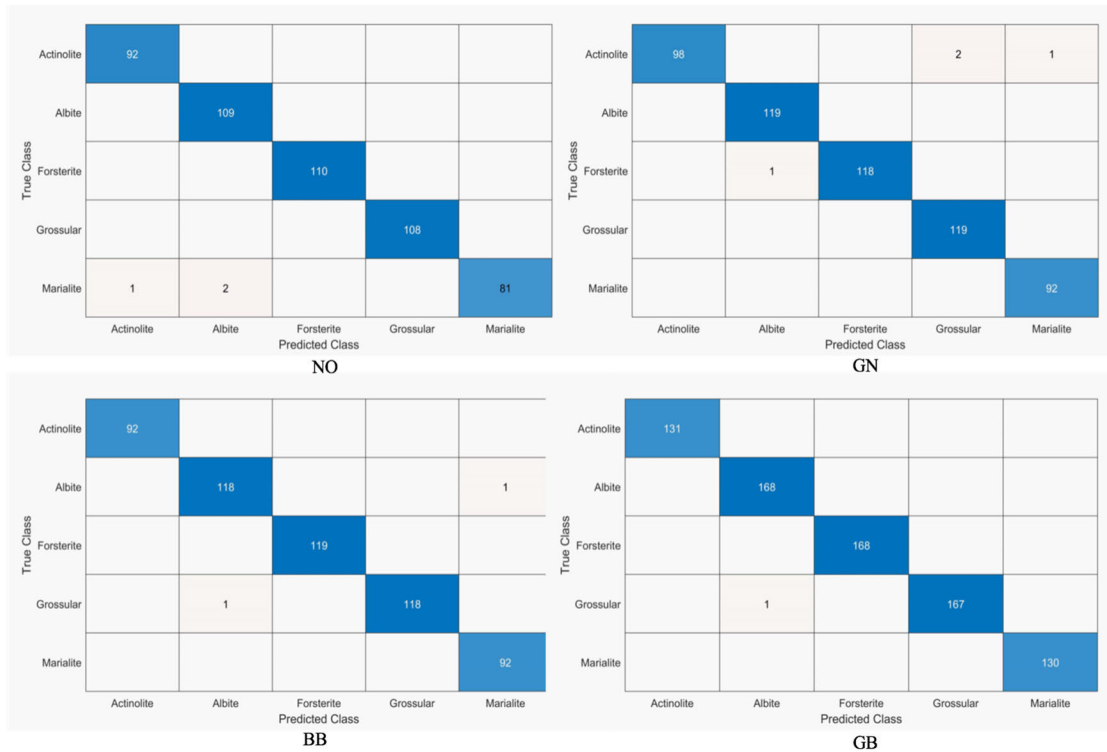 True Class
Actinolite 92
Albite 109
Forsterite 110
Grossular 108
Marialite 1 2 81
Actinolite Albite Forsterite Grossular Marialite
Predicted Class
NO
True Class
Actinolite 98 2 1
Albite 119
Forsterite 1 118
Grossular 119
Marialite 92
Actinolite Albite Forsterite Grossular Marialite
Predicted Class
GN
True Class
Actinolite 92
Albite 118 1
Forsterite 119
Grossular 1 118
Marialite 92
Actinolite Albite Forsterite Grossular Marialite
Predicted Class
BB
True Class
Actinolite 131
Albite 168
Forsterite 168
Grossular 1 167
Marialite 130
Actinolite Albite Forsterite Grossular Marialite
Predicted Class
GB